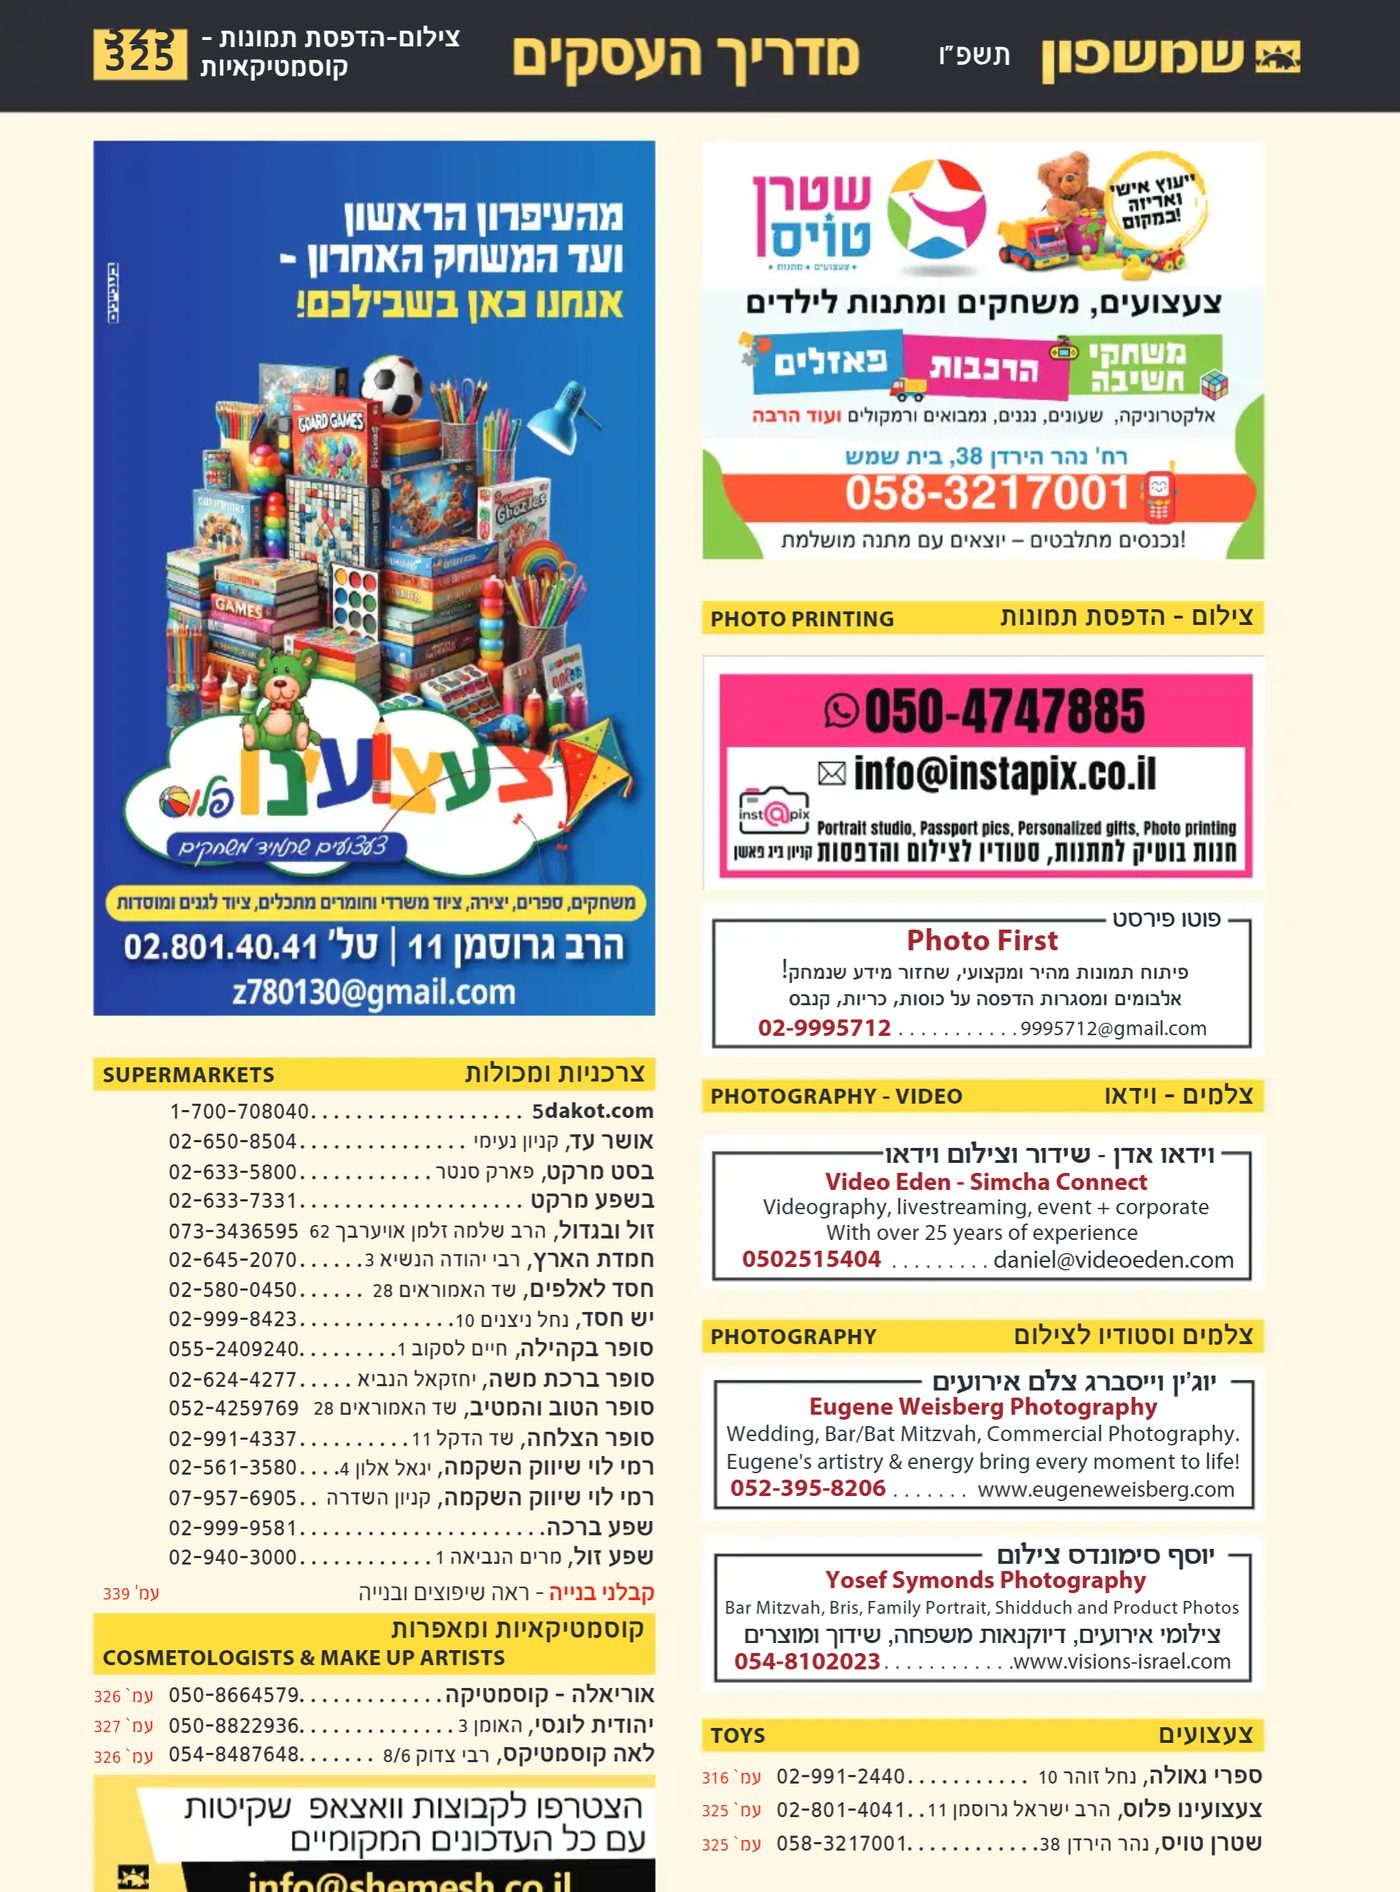 שמשפון
תשפ"ו
מדריך העסקים
צילום-הדפסת תמונות -
קוסמטיקאיות
325
שטרן
טויס
צעצועים • מתנות
ייעוץ אישי
ואריזה
במקום!
צעצועים, משחקים ומתנות לילדים
משחקי
חשיבה
הרכבות
פאזלים
אלקטרוניקה, שעונים, נגנים, גמבואים ורמקולים ועוד הרבה
רח' נהר הירדן 38, בית שמש
058-3217001
נכנסים מתלבטים – יוצאים עם מתנה מושלמת!
צילום - הדפסת תמונות PHOTO PRINTING
050-4747885
info@instapix.co.il
inst@pix
Portrait studio, Passport pics, Personalized gifts, Photo printing
חנות בוטיק למתנות, סטודיו לצילום והדפסות קניון ביג פאשן
פוטו פירסט
Photo First
פיתוח תמונות מהיר ומקצועי, שחזור מידע שנמחק!
אלבומים ומסגרות הדפסה על כוסות, כריות, קנבס
02-9995712 . . . . . . . . . . . 9995712@gmail.com
צלמים - וידאו PHOTOGRAPHY - VIDEO
וידאו אדן - שידור וצילום וידאו
Video Eden - Simcha Connect
Videography, livestreaming, event + corporate
With over 25 years of experience
0502515404 . . . . . . . . . daniel@videoeden.com
צלמים וסטודיו לצילום PHOTOGRAPHY
יוג'ין וייסברג צלם אירועים
Eugene Weisberg Photography
Wedding, Bar/Bat Mitzvah, Commercial Photography.
Eugene's artistry & energy bring every moment to life!
052-395-8206 . . . . . . . www.eugeneweisberg.com
יוסף סימונדס צילום
Yosef Symonds Photography
Bar Mitzvah, Bris, Family Portrait, Shidduch and Product Photos
צילומי אירועים, דיוקנאות משפחה, שידוך ומוצרים
054-8102023 . . . . . . . . . . . . www.visions-israel.com
צעצועים TOYS
ספרי גאולה, נחל זוהר 10 . . . . . . . . . . . 02-991-2440 עמ` 316
צעצועינו פלוס, הרב ישראל גרוסמן 11 . . 02-801-4041 עמ` 325
שטרן טויס, נהר הירדן 38 . . . . . . . . . . . . 058-3217001 עמ` 325
מהעיפרון הראשון
ועד המשחק האחרון -
אנחנו כאן בשבילכם!
BOARD GAMES
GAMES
צעצועינו
פלוס
צעצועים שתמיד משחקים
משחקים, ספרים, יצירה, ציוד משרדי וחומרים מתכלים, ציוד לגנים ומוסדות
הרב גרוסמן 11 | טל' 02.801.40.41
z780130@gmail.com
צרכניות ומכולות SUPERMARKETS
5dakot.com . . . . . . . . . . . . . . . . . . . 1-700-708040
אושר עד, קניון נעימי . . . . . . . . . . . . . . . 02-650-8504
בסט מרקט, פארק סנטר . . . . . . . . . . . . 02-633-5800
בשפע מרקט . . . . . . . . . . . . . . . . . . . . 02-633-7331
זול ובגדול, הרב שלמה זלמן אויערבך 62 073-3436595
חמדת הארץ, רבי יהודה הנשיא 3 . . . . . . 02-645-2070
חסד לאלפים, שד האמוראים 28 . . . . . . 02-580-0450
יש חסד, נחל ניצנים 10 . . . . . . . . . . . . . . 02-999-8423
סופר בקהילה, חיים לסקוב 1 . . . . . . . . . 055-2409240
סופר ברכת משה, יחזקאל הנביא . . . . . 02-624-4277
סופר הטוב והמטיב, שד האמוראים 28 052-4259769
סופר הצלחה, שד הדקל 11 . . . . . . . . . . 02-991-4337
רמי לוי שיווק השקמה, יגאל אלון 4 . . . . 02-561-3580
רמי לוי שיווק השקמה, קניון השדרה . . 07-957-6905
שפע ברכה . . . . . . . . . . . . . . . . . . . . . . 02-999-9581
שפע זול, מרים הנביאה 1 . . . . . . . . . . . . 02-940-3000
קבלני בנייה - ראה שיפוצים ובנייה עמ' 339
קוסמטיקאיות ומאפרות
COSMETOLOGISTS & MAKE UP ARTISTS
אוריאלה - קוסמטיקה . . . . . . . . . . . . . 050-8664579 עמ` 326
יהודית לוגסי, האומן 3 . . . . . . . . . . . . . . 050-8822936 עמ` 327
לאה קוסמטיקס, רבי צדוק 8/6 . . . . . . . 054-8487648 עמ` 326
הצטרפו לקבוצות וואצאפ שקיטות
עם כל העדכונים המקומיים
info@shemesh.co.il